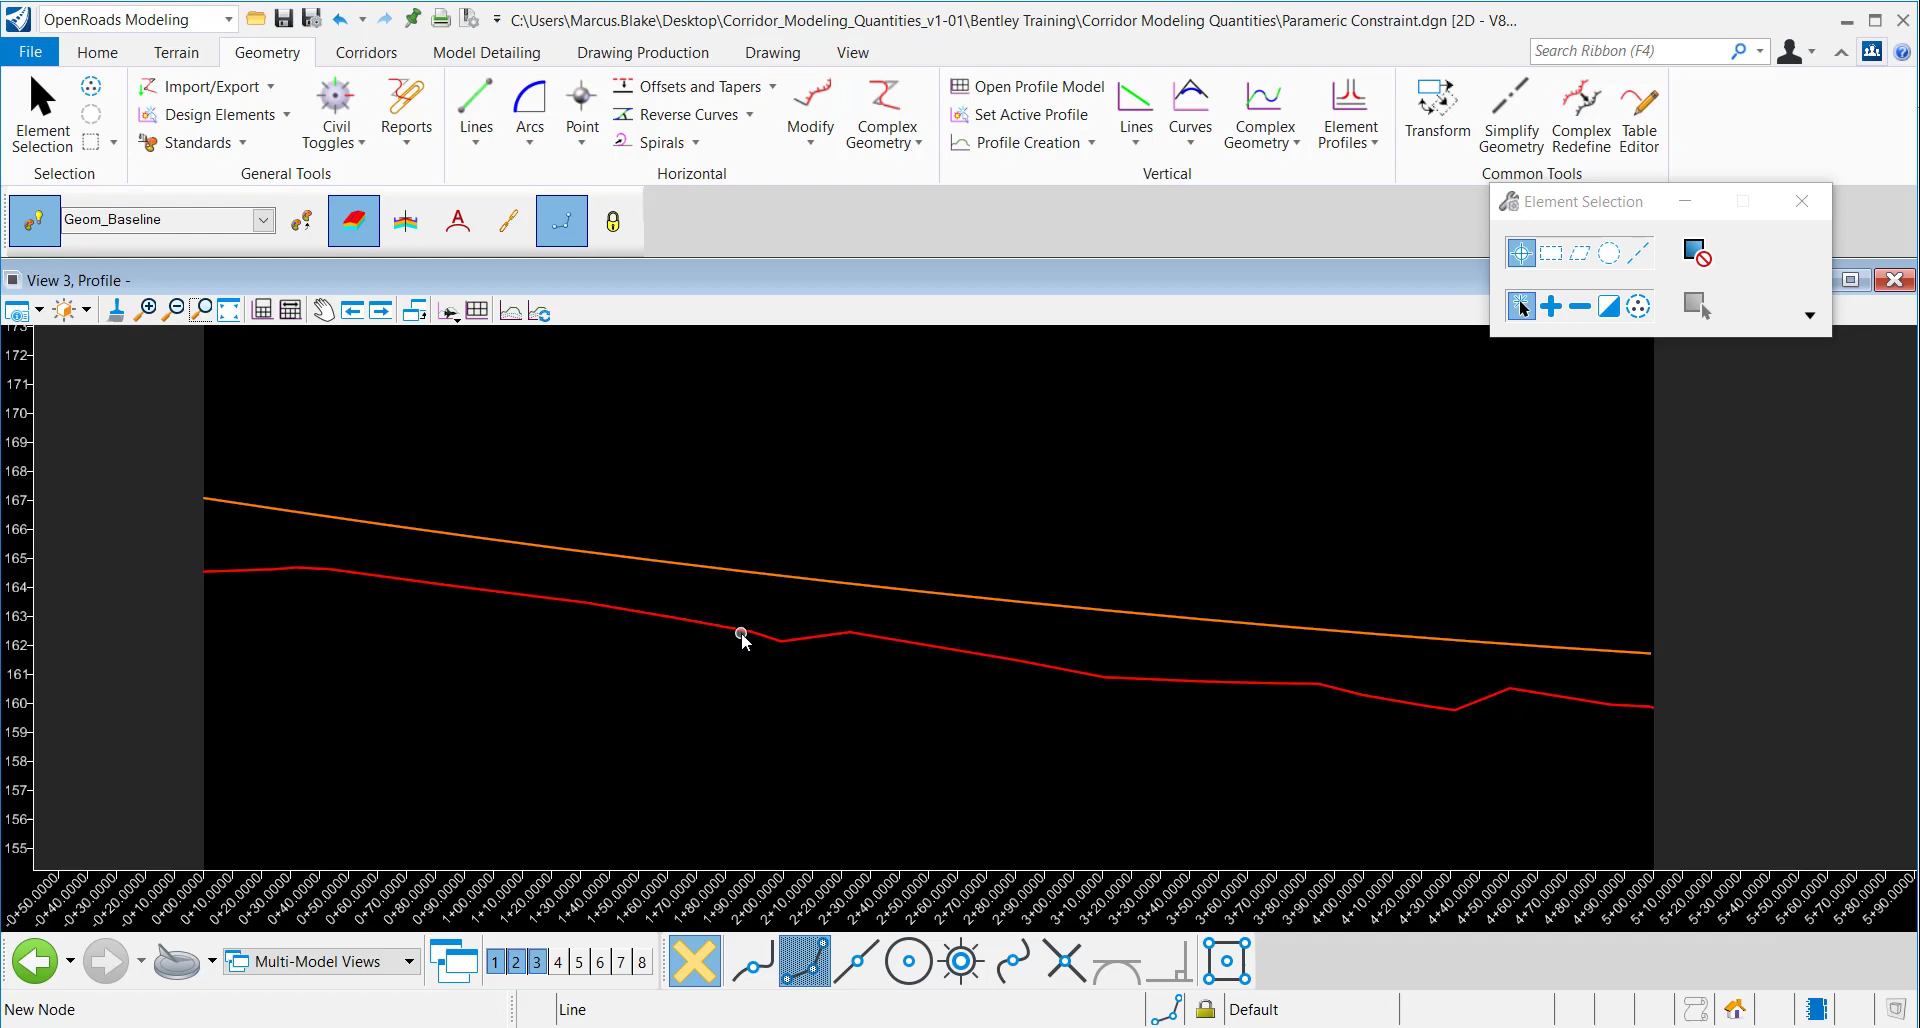 OpenRoads Modeling
C:\Users\Marcus.Blake\Desktop\Corridor_Modeling_Quantities_v1-01\Bentley Training\Corridor Modeling Quantities\Parameric Constraint.dgn [2D - V8...
File Home Terrain Geometry Corridors Model Detailing Drawing Production Drawing View
Search Ribbon (F4)
Element Selection
Selection
Import/Export
Design Elements
Standards
Civil Toggles
Reports
General Tools
Lines
Arcs
Point
Offsets and Tapers
Reverse Curves
Spirals
Modify
Complex Geometry
Horizontal
Open Profile Model
Set Active Profile
Profile Creation
Lines
Curves
Complex Geometry
Element Profiles
Vertical
Transform
Simplify Geometry
Complex Redefine
Table Editor
Common Tools
Geom_Baseline
Element Selection
View 3, Profile -
173
172
171
170
169
168
167
166
165
164
163
162
161
160
159
158
157
156
155
-0+50.0000 -0+40.0000 -0+30.0000 -0+20.0000 -0+10.0000 0+00.0000 0+10.0000 0+20.0000 0+30.0000 0+40.0000 0+50.0000 0+60.0000 0+70.0000 0+80.0000 0+90.0000 1+00.0000 1+10.0000 1+20.0000 1+30.0000 1+40.0000 1+50.0000 1+60.0000 1+70.0000 1+80.0000 1+90.0000 2+00.0000 2+10.0000 2+20.0000 2+30.0000 2+40.0000 2+50.0000 2+60.0000 2+70.0000 2+80.0000 2+90.0000 3+00.0000 3+10.0000 3+20.0000 3+30.0000 3+40.0000 3+50.0000 3+60.0000 3+70.0000 3+80.0000 3+90.0000 4+00.0000 4+10.0000 4+20.0000 4+30.0000 4+40.0000 4+50.0000 4+60.0000 4+70.0000 4+80.0000 4+90.0000 5+00.0000 5+10.0000 5+20.0000 5+30.0000 5+40.0000 5+50.0000 5+60.0000 5+70.0000 5+80.0000 5+90.0000
Multi-Model Views 1 2 3 4 5 6 7 8
New Node Line Default